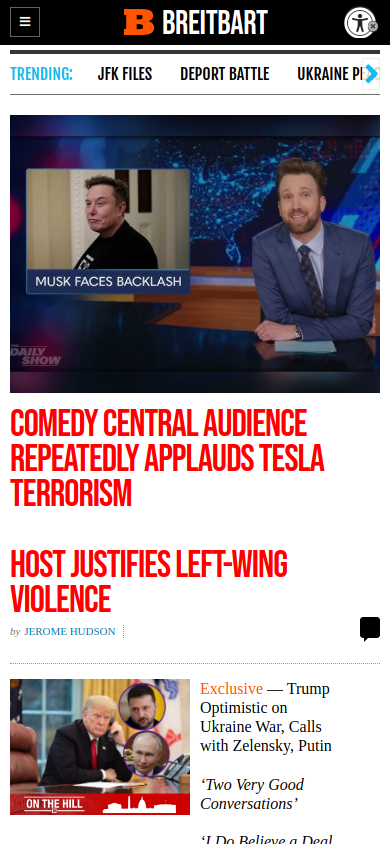 BREITBART
TRENDING:
JFK FILES
DEPORT BATTLE
UKRAINE
MUSK FACES BACKLASH
THE
DAILY
SHOW
COMEDY CENTRAL AUDIENCE
REPEATEDLY APPLAUDS TESLA
TERRORISM
HOST JUSTIFIES LEFT-WING
VIOLENCE
by JEROME HUDSON
Exclusive — Trump
Optimistic on
Ukraine War, Calls
with Zelensky, Putin
ON THE HILL
‘Two Very Good
Conversations’
‘I Do Believe a Deal